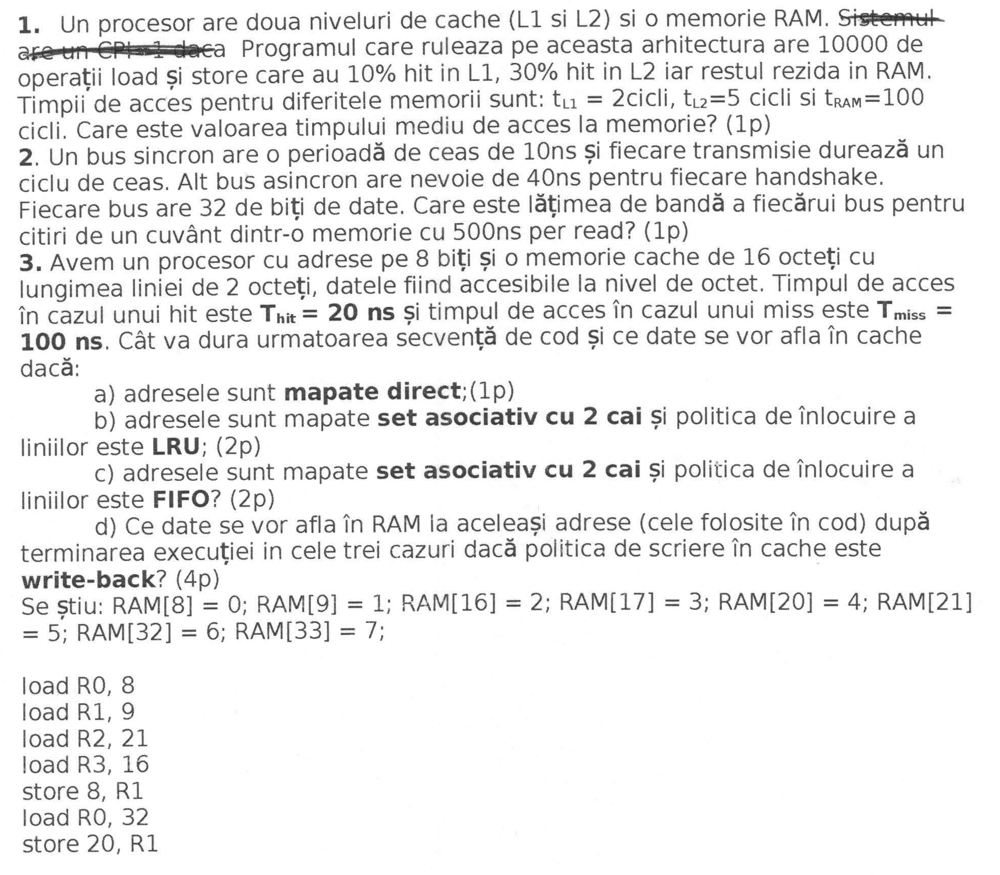 1. Un procesor are doua niveluri de cache (L1 si L2) si o memorie RAM. Sistemul
are un CPI=1 daca Programul care ruleaza pe aceasta arhitectura are 10000 de
operații load și store care au 10% hit in L1, 30% hit in L2 iar restul rezida in RAM.
Timpii de acces pentru diferitele memorii sunt: tL1 = 2cicli, tL2=5 cicli si tRAM=100
cicli. Care este valoarea timpului mediu de acces la memorie? (1p)
2. Un bus sincron are o perioadă de ceas de 10ns și fiecare transmisie durează un
ciclu de ceas. Alt bus asincron are nevoie de 40ns pentru fiecare handshake.
Fiecare bus are 32 de biți de date. Care este lățimea de bandă a fiecărui bus pentru
citiri de un cuvânt dintr-o memorie cu 500ns per read? (1p)
3. Avem un procesor cu adrese pe 8 biți și o memorie cache de 16 octeți cu
lungimea liniei de 2 octeți, datele fiind accesibile la nivel de octet. Timpul de acces
în cazul unui hit este Thit = 20 ns și timpul de acces în cazul unui miss este Tmiss =
100 ns. Cât va dura urmatoarea secvență de cod și ce date se vor afla în cache
dacă:
a) adresele sunt mapate direct;(1p)
b) adresele sunt mapate set asociativ cu 2 cai și politica de înlocuire a
liniilor este LRU; (2p)
c) adresele sunt mapate set asociativ cu 2 cai și politica de înlocuire a
liniilor este FIFO? (2p)
d) Ce date se vor afla în RAM la aceleași adrese (cele folosite în cod) după
terminarea execuției in cele trei cazuri dacă politica de scriere în cache este
write-back? (4p)
Se știu: RAM[8] = 0; RAM[9] = 1; RAM[16] = 2; RAM[17] = 3; RAM[20] = 4; RAM[21]
= 5; RAM[32] = 6; RAM[33] = 7;
load R0, 8
load R1, 9
load R2, 21
load R3, 16
store 8, R1
load R0, 32
store 20, R1